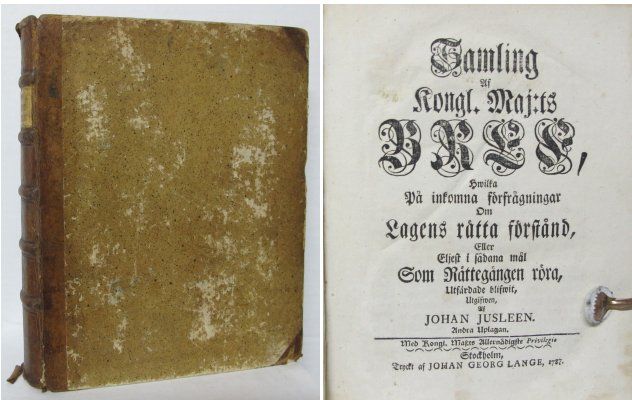 Samling
Af
Kongl. Maj:ts
BREF,
Hwilka
På inkomna förfrågningar
Om
Lagens rätta förstånd,
Eller
Eljest i sådana mål
Som Rättegången röra,
Utfärdade blifwit,
Utgifwen,
af
JOHAN JUSLEEN.
Andra Uplagan.
Med Kongl. Maj:ts Allernådigste Privilegio
Stockholm,
Tryckt af JOHAN GEORG LANGE, 1787.